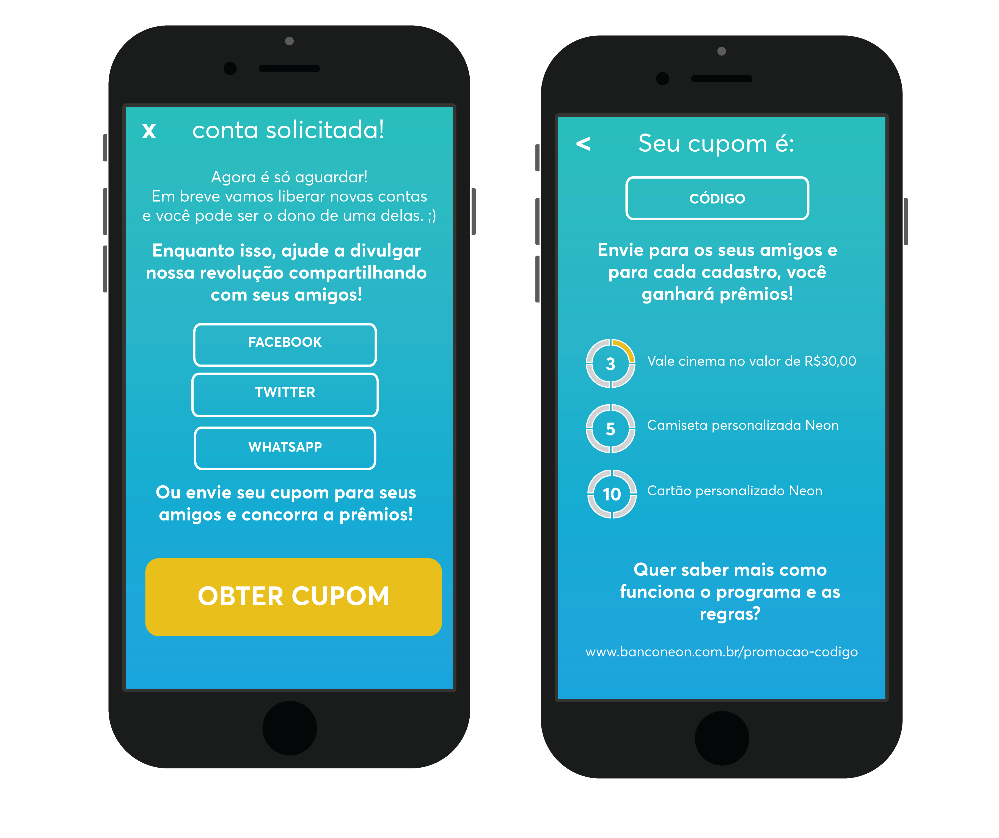 x
conta solicitada!
Agora é só aguardar!
Em breve vamos liberar novas contas
e você pode ser o dono de uma delas. ;)
Enquanto isso, ajude a divulgar
nossa revolução compartilhando
com seus amigos!
FACEBOOK
TWITTER
WHATSAPP
Ou envie seu cupom para seus
amigos e concorra a prêmios!
OBTER CUPOM
<
Seu cupom é:
CÓDIGO
Envie para os seus amigos e
para cada cadastro, você
ganhará prêmios!
3 Vale cinema no valor de R$30,00
5 Camiseta personalizada Neon
10 Cartão personalizado Neon
Quer saber mais como
funciona o programa e as
regras?
www.banconeon.com.br/promocao-codigo